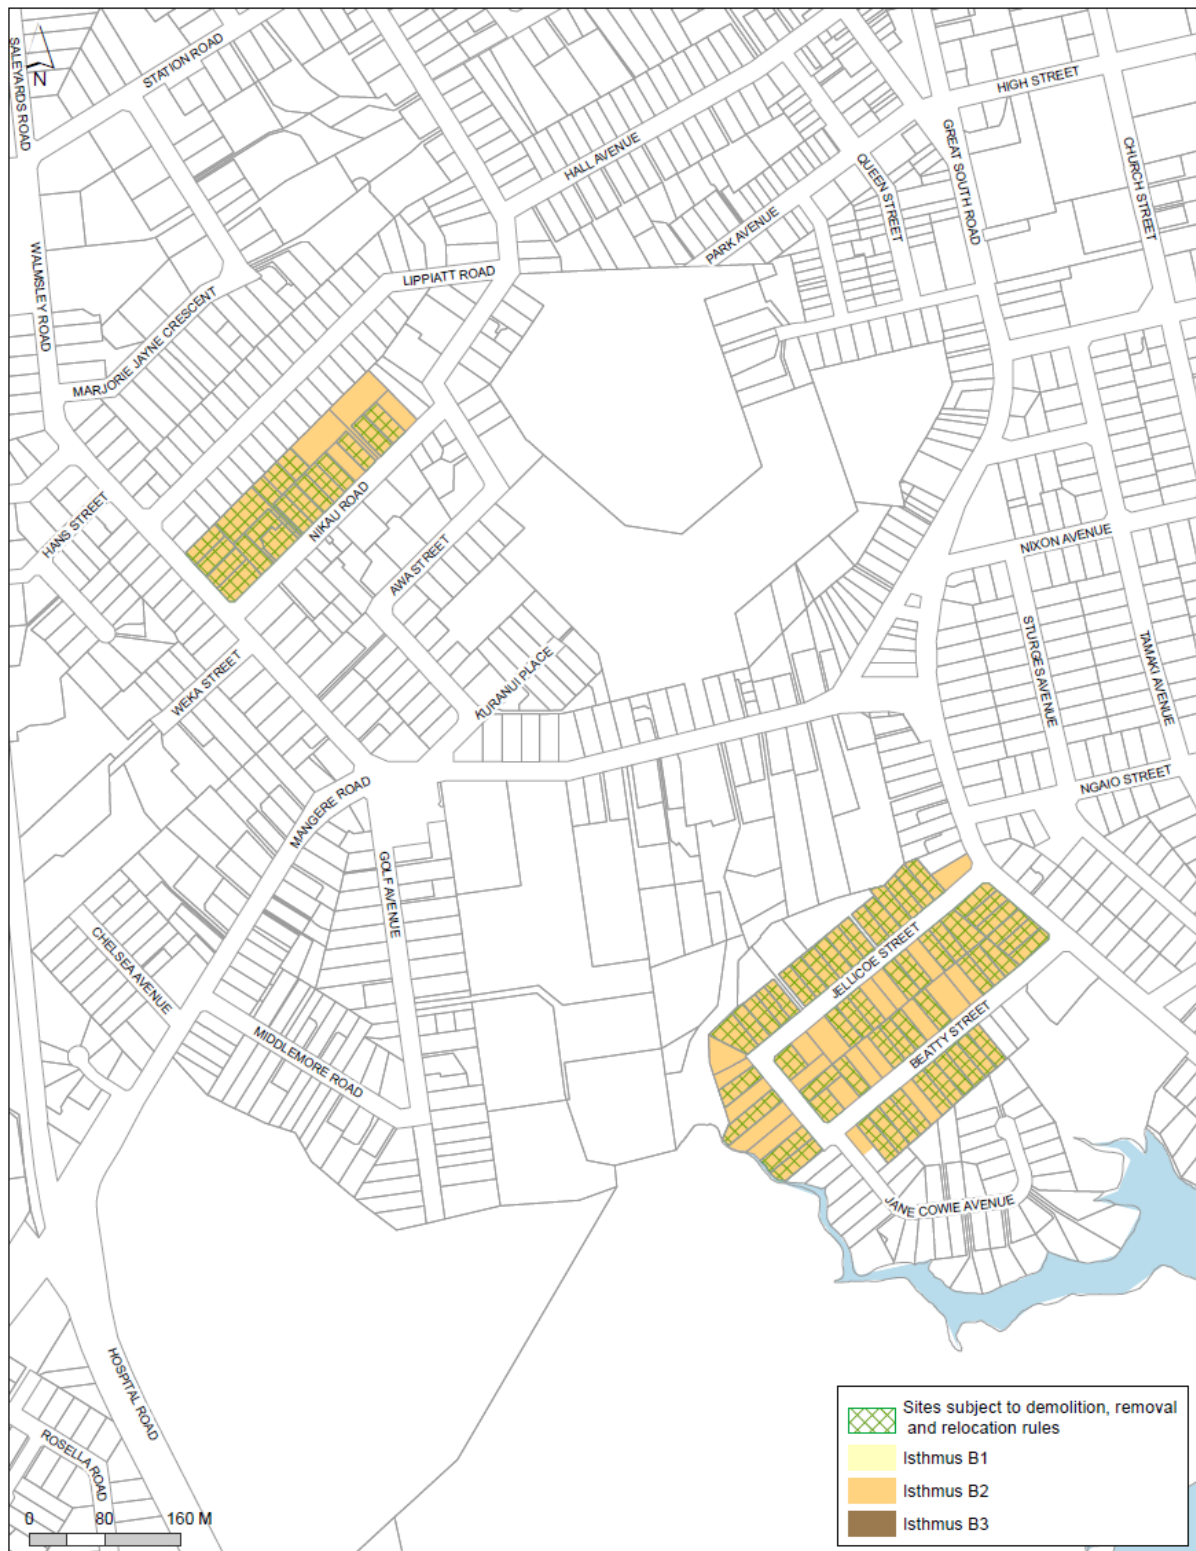 SALEYARDS ROAD
N
STATION ROAD
HIGH STREET
HALL AVENUE
GREAT SOUTH ROAD
CHURCH STREET
QUEEN STREET
PARK AVENUE
WALMSLEY ROAD
LIPPIATT ROAD
MARJORIE JAYNE CRESCENT
HANS STREET
NIKAU ROAD
AWA STREET
NIXON AVENUE
STURGES AVENUE
TAMAKI AVENUE
WEKA STREET
KURANUI PLACE
NGAIO STREET
MANGERE ROAD
GOLF AVENUE
CHELSEA AVENUE
JELLICOE STREET
BEATTY STREET
MIDDLEMORE ROAD
JANE COWIE AVENUE
HOSPITAL ROAD
ROSELLA ROAD
0 80 160 M
Sites subject to demolition, removal
and relocation rules
Isthmus B1
Isthmus B2
Isthmus B3